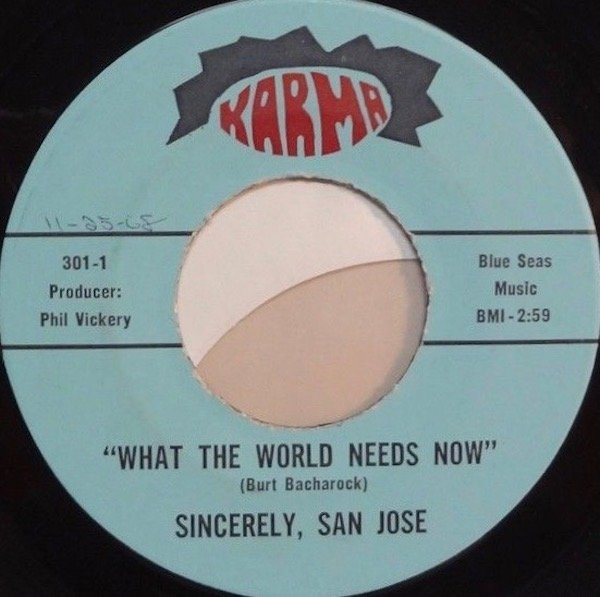 KARMA
11-25-68
301-1
Producer:
Phil Vickery
Blue Seas
Music
BMI - 2:59
“WHAT THE WORLD NEEDS NOW”
(Burt Bacharock)
SINCERELY, SAN JOSE